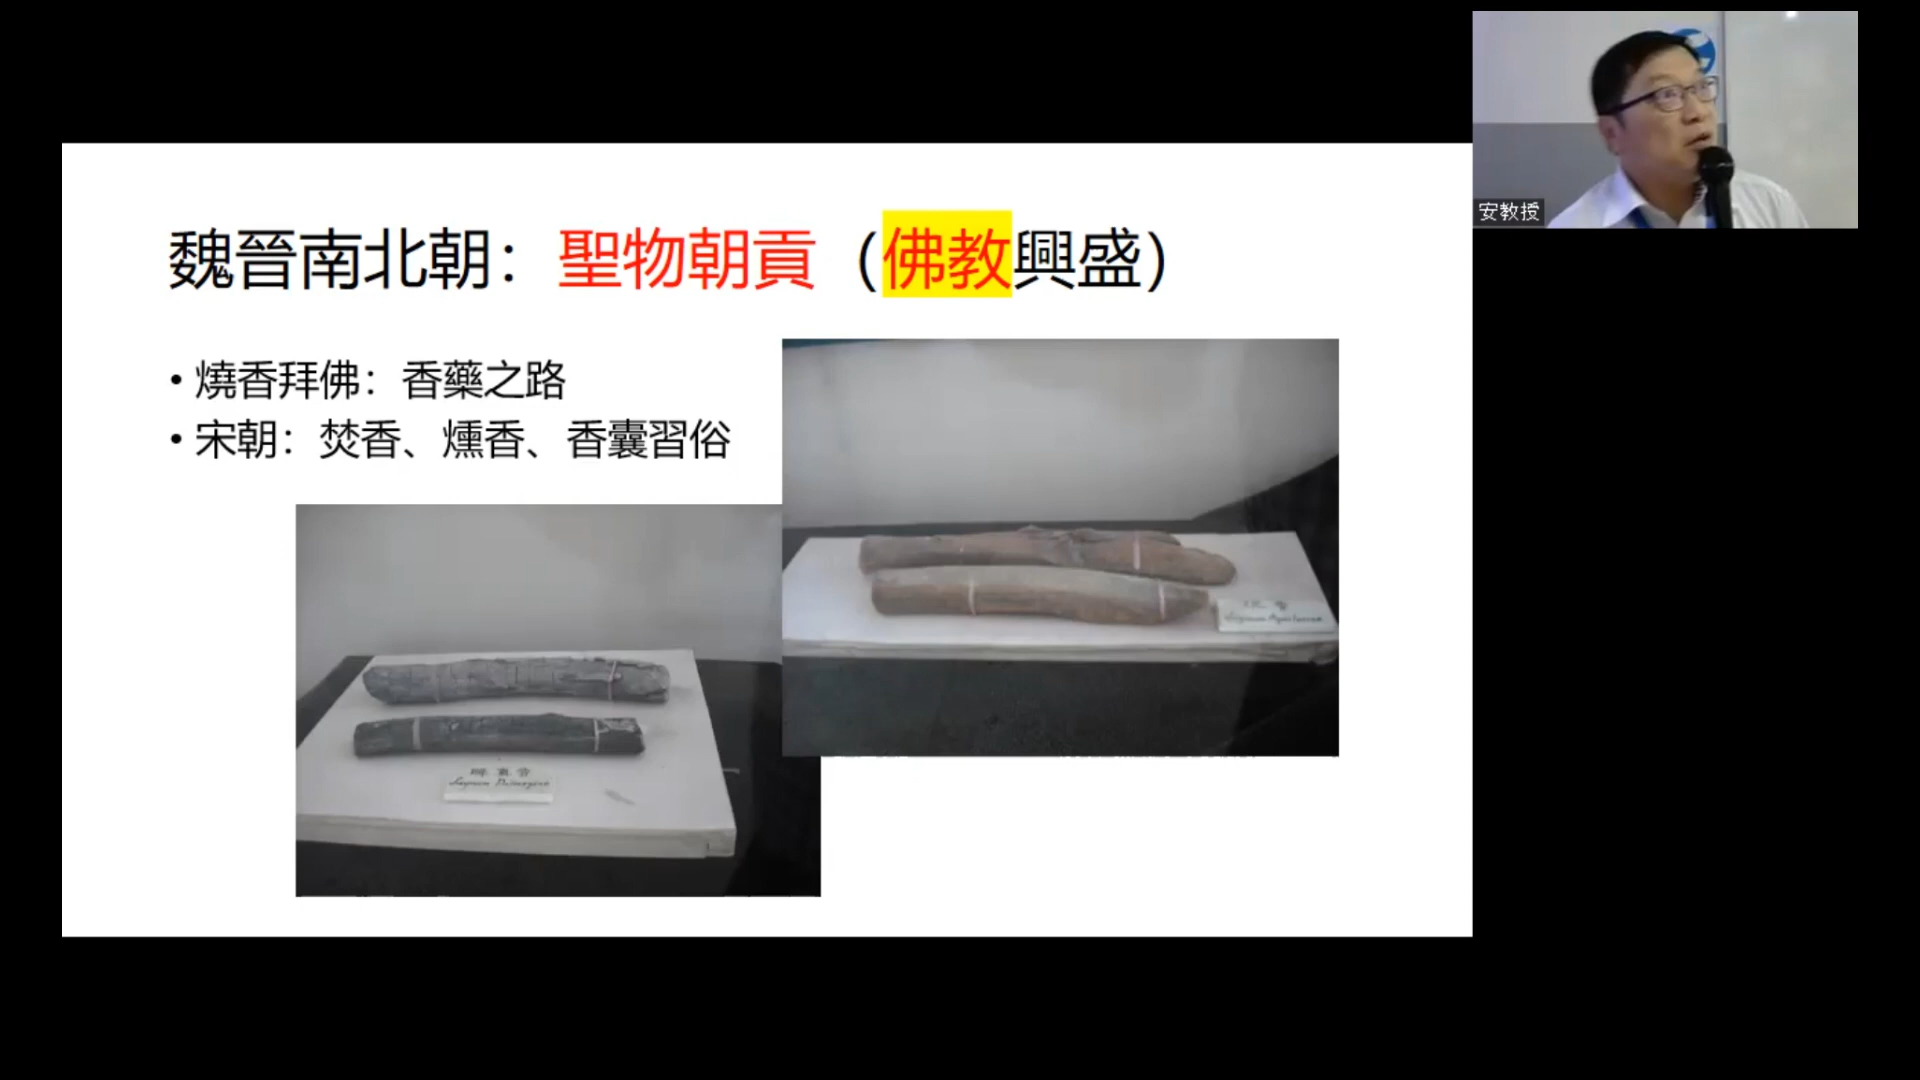 魏晉南北朝：聖物朝貢（佛教興盛）
• 燒香拜佛：香藥之路
• 宋朝：焚香、燻香、香囊習俗
安教授